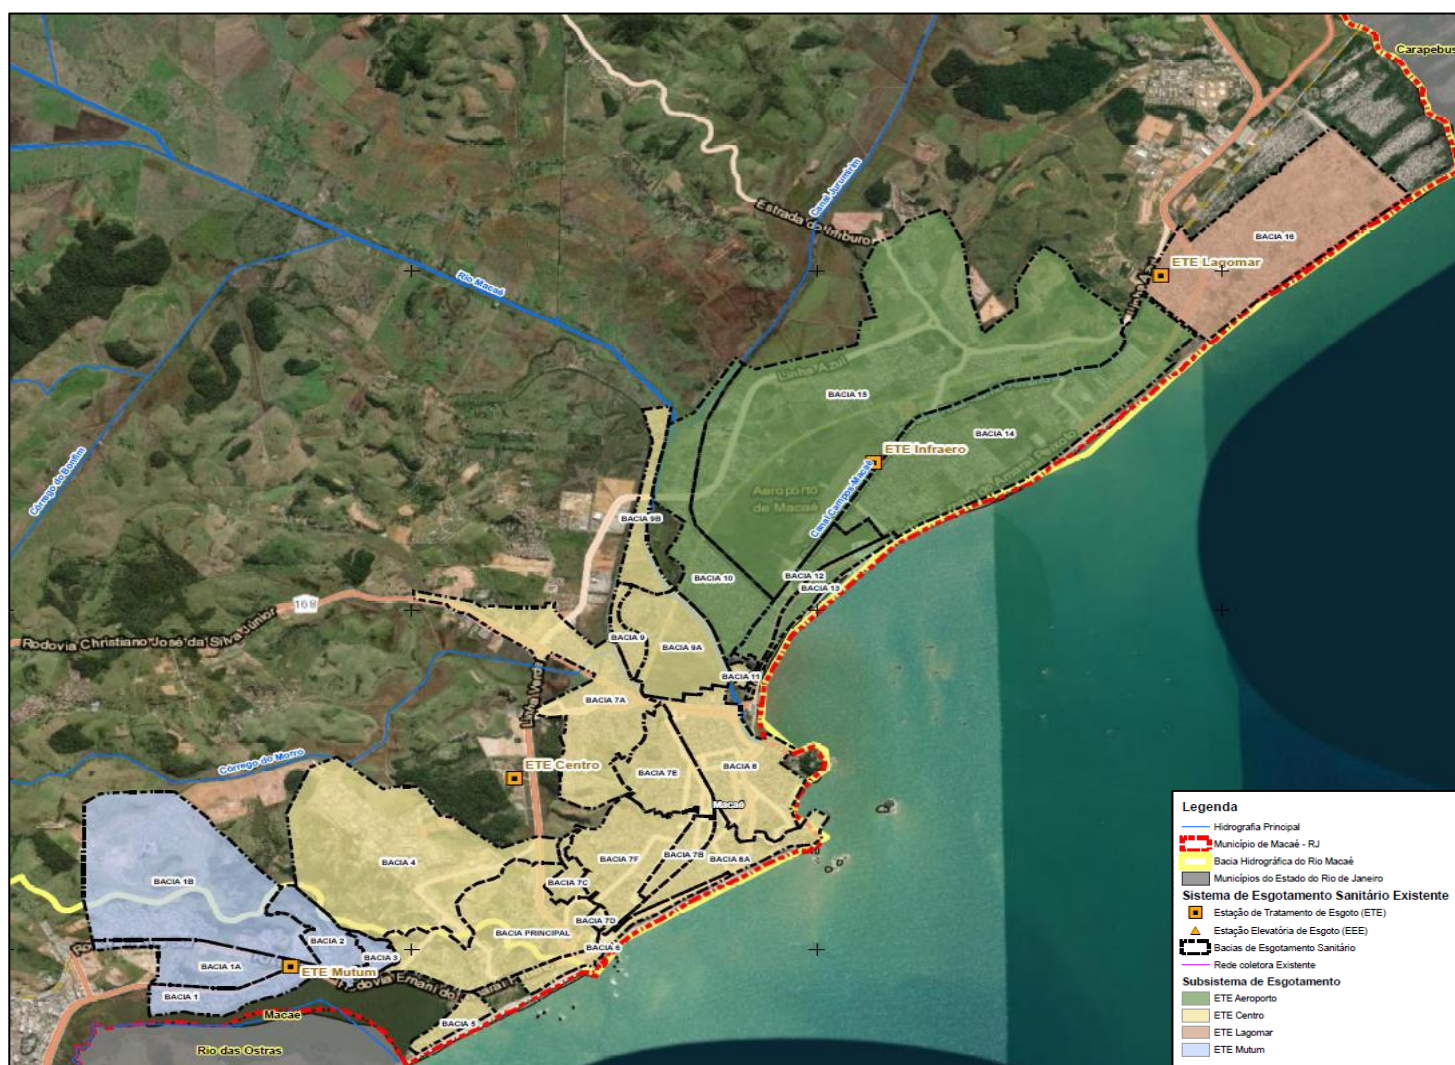 Carapebus
Canal Jurumirim
Estrada do Imburo
BACIA 16
ETE Lagomar
Rio Macaé
Linha Azul
BACIA 15
BACIA 14
ETE Infraero
Aeroporto
de Macaé
Canal Campos-Macaé
Córrego do Bonfim
BACIA 9B
BACIA 10
BACIA 12
BACIA 13
168
Rodovia Christiano José da Silva Júnior
BACIA 9
BACIA 9A
BACIA 11
BACIA 7A
Linha Verde
Córrego do Morro
ETE Centro
BACIA 7E
BACIA 8
Macaé
BACIA 4
BACIA 7F
BACIA 7B
BACIA 8A
BACIA 7C
BACIA 1B
BACIA 7D
BACIA PRINCIPAL
BACIA 6
BACIA 2
BACIA 3
BACIA 1A
ETE Mutum
BACIA 1
BACIA 5
Macaé
Rio das Ostras
Legenda
Hidrografia Principal
Município de Macaé - RJ
Bacia Hidrográfica do Rio Macaé
Municípios do Estado do Rio de Janeiro
Sistema de Esgotamento Sanitário Existente
Estação de Tratamento de Esgoto (ETE)
Estação Elevatória de Esgoto (EEE)
Bacias de Esgotamento Sanitário
Rede coletora Existente
Subsistema de Esgotamento
ETE Aeroporto
ETE Centro
ETE Lagomar
ETE Mutum